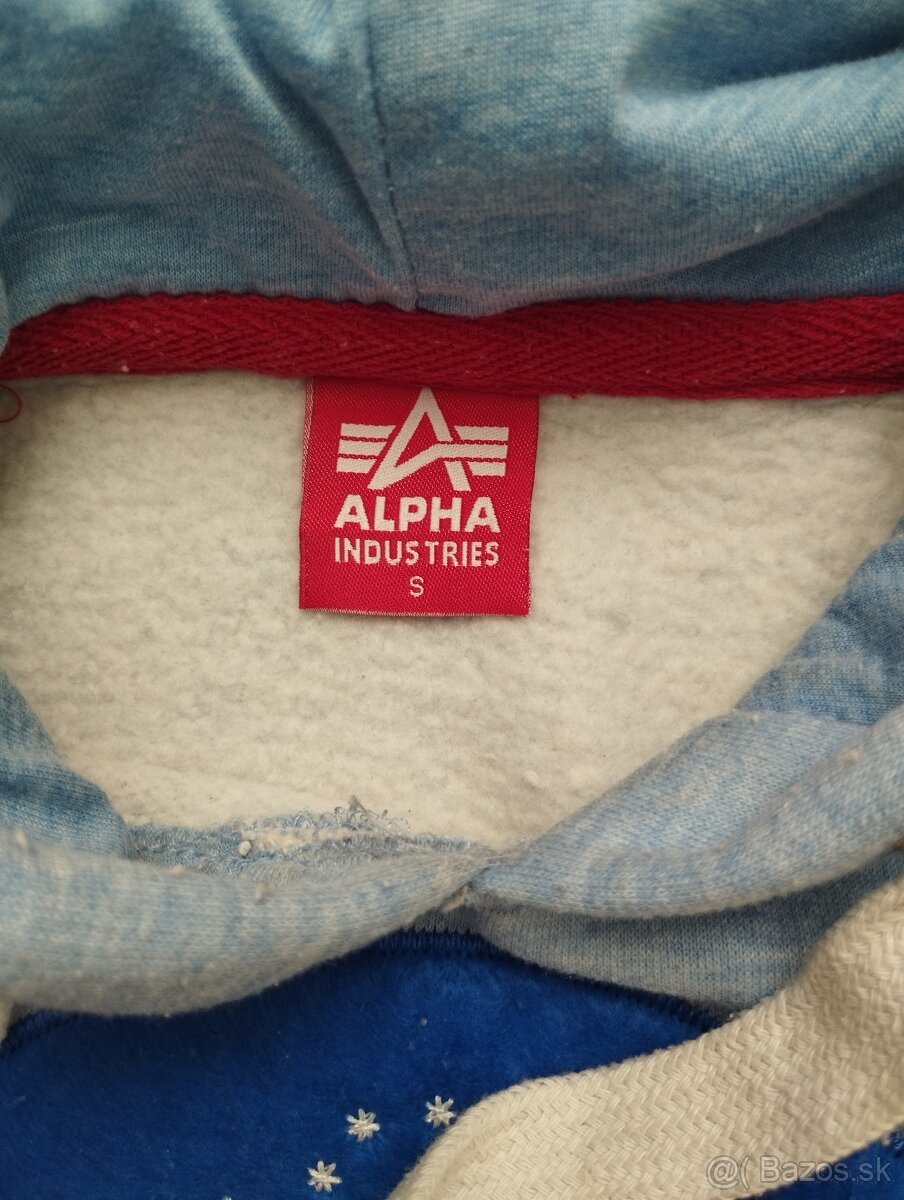 ALPHA
INDUSTRIES
S
@( Bazos.sk